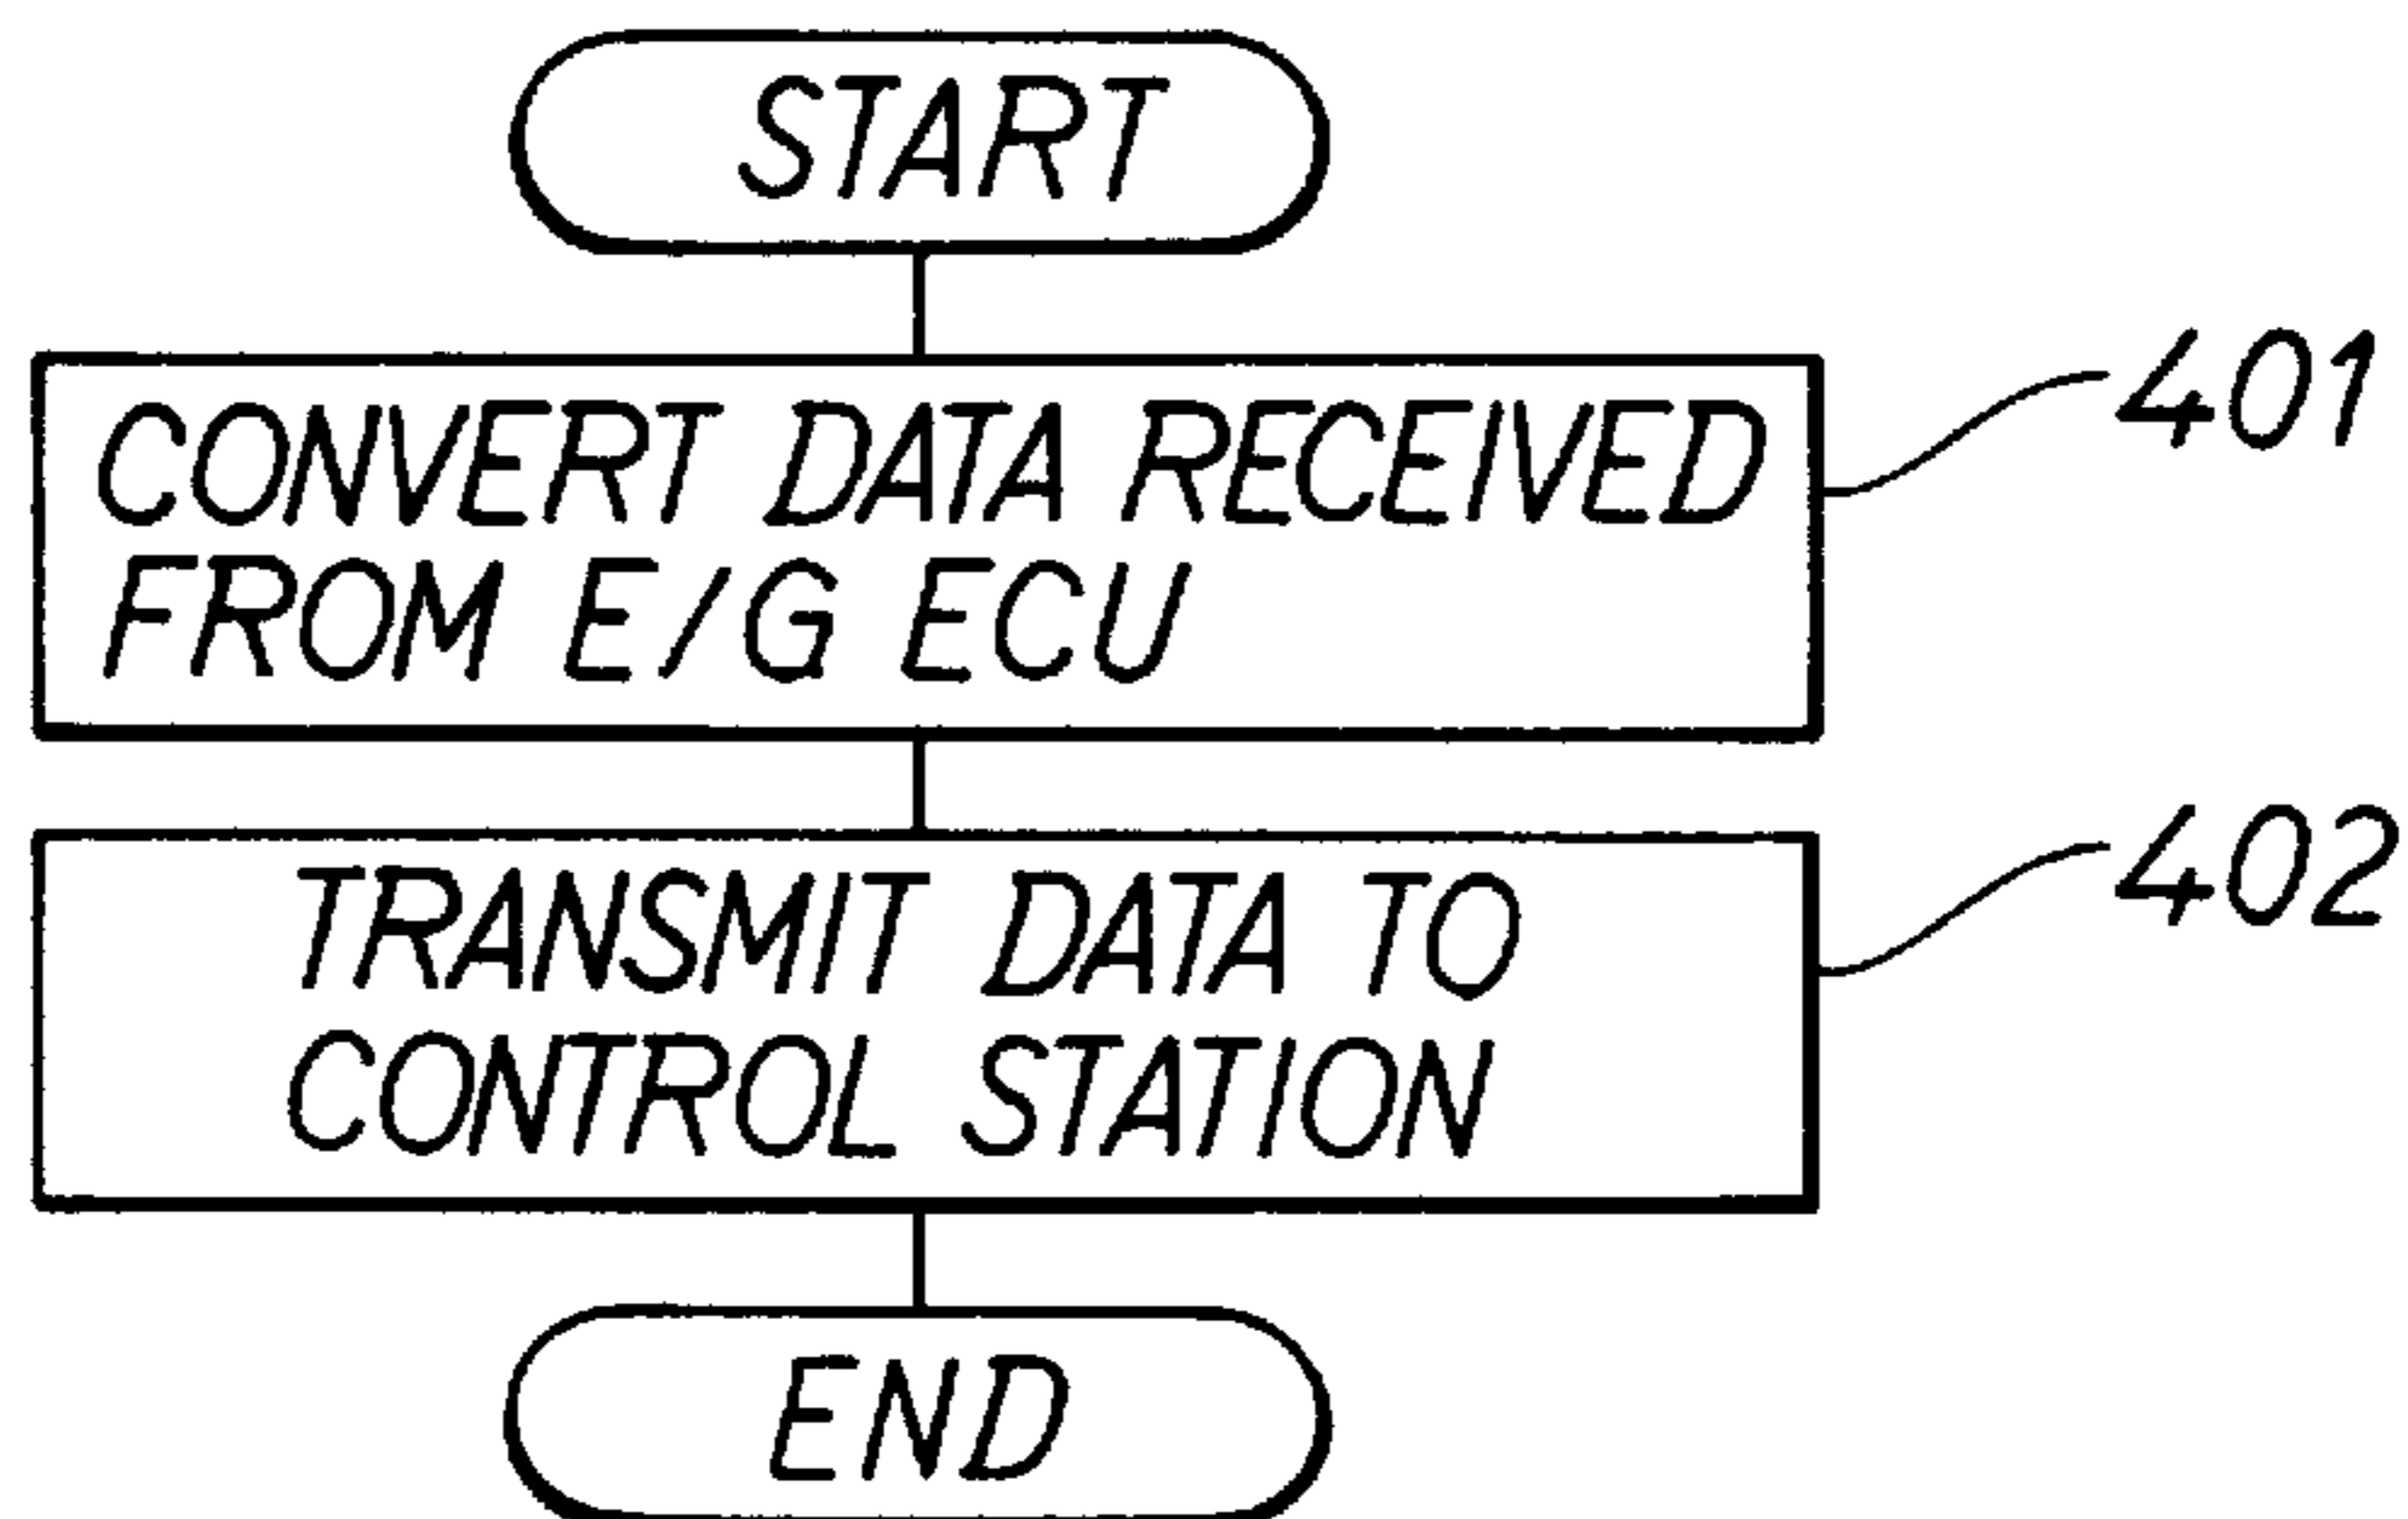 START
CONVERT DATA RECEIVED
FROM E/G ECU
401
TRANSMIT DATA TO
CONTROL STATION
402
END